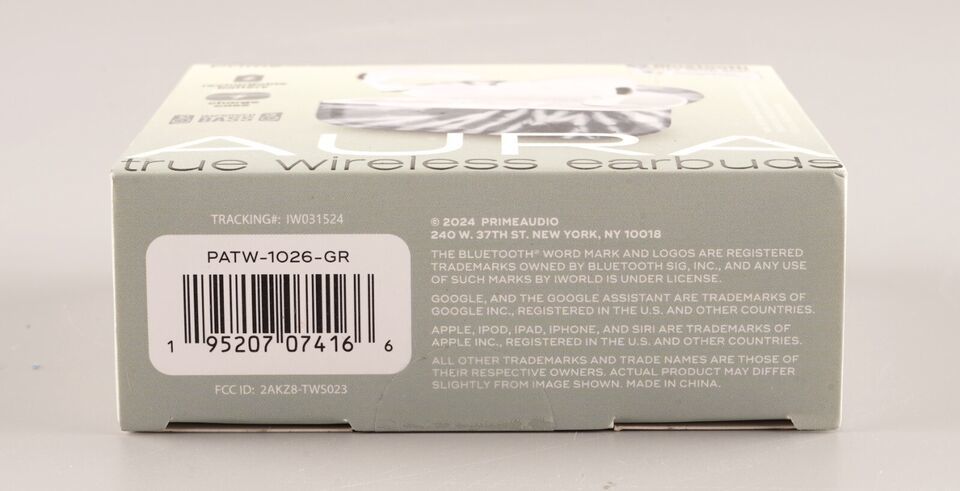 BASS
AURA
true wireless earbuds
TRACKING#: IW031524
PATW-1026-GR
1 95207 07416 6
FCC ID: 2AKZ8-TWS023
© 2024 PRIMEAUDIO
240 W. 37TH ST. NEW YORK, NY 10018
THE BLUETOOTH® WORD MARK AND LOGOS ARE REGISTERED
TRADEMARKS OWNED BY BLUETOOTH SIG, INC., AND ANY USE
OF SUCH MARKS BY IWORLD IS UNDER LICENSE.
GOOGLE, AND THE GOOGLE ASSISTANT ARE TRADEMARKS OF
GOOGLE INC., REGISTERED IN THE U.S. AND OTHER COUNTRIES.
APPLE, IPOD, IPAD, IPHONE, AND SIRI ARE TRADEMARKS OF
APPLE INC., REGISTERED IN THE U.S. AND OTHER COUNTRIES.
ALL OTHER TRADEMARKS AND TRADE NAMES ARE THOSE OF
THEIR RESPECTIVE OWNERS. ACTUAL PRODUCT MAY DIFFER
SLIGHTLY FROM IMAGE SHOWN. MADE IN CHINA.